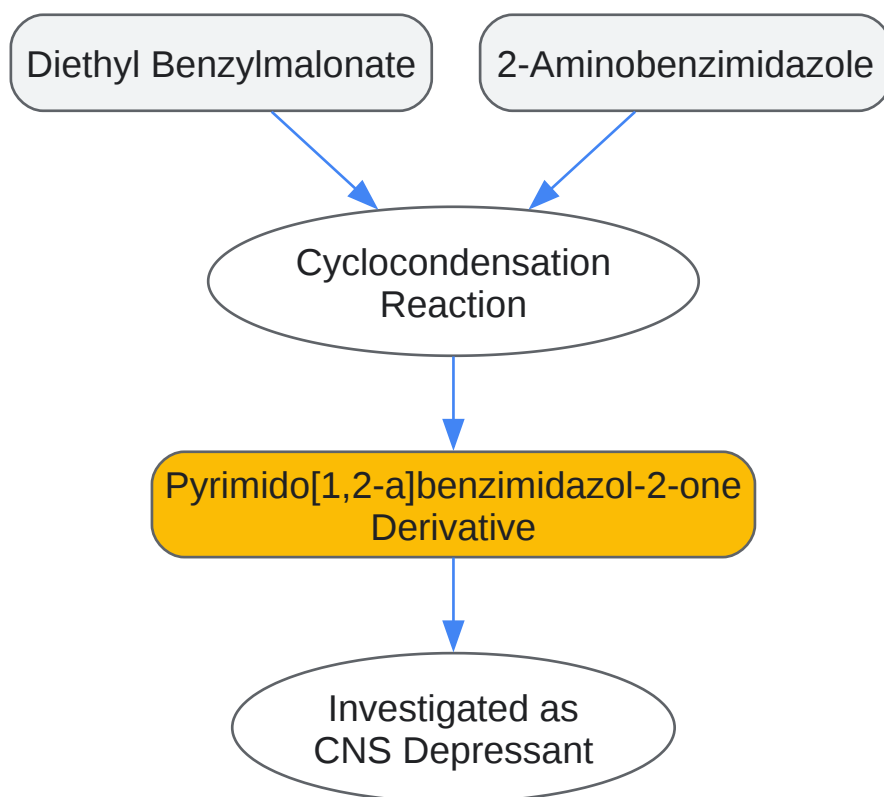 Diethyl Benzylmalonate
2-Aminobenzimidazole
Cyclocondensation
Reaction
Pyrimido[1,2-a]benzimidazol-2-one
Derivative
Investigated as
CNS Depressant